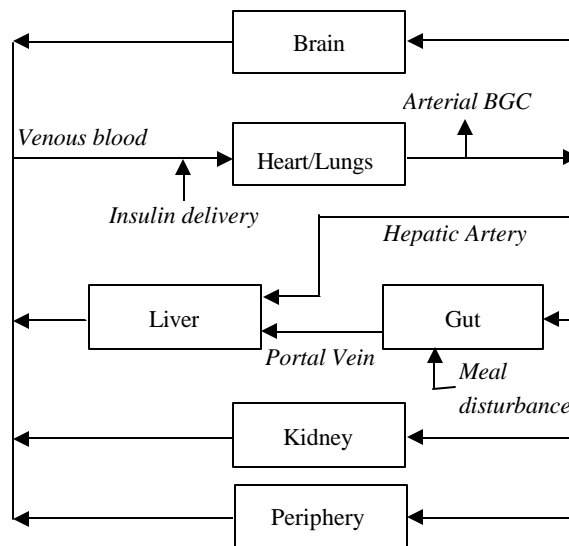 Brain
Arterial BGC
Venous blood
Heart/Lungs
Insulin delivery
Hepatic Artery
Liver
Gut
Portal Vein
Meal
disturbance
Kidney
Periphery